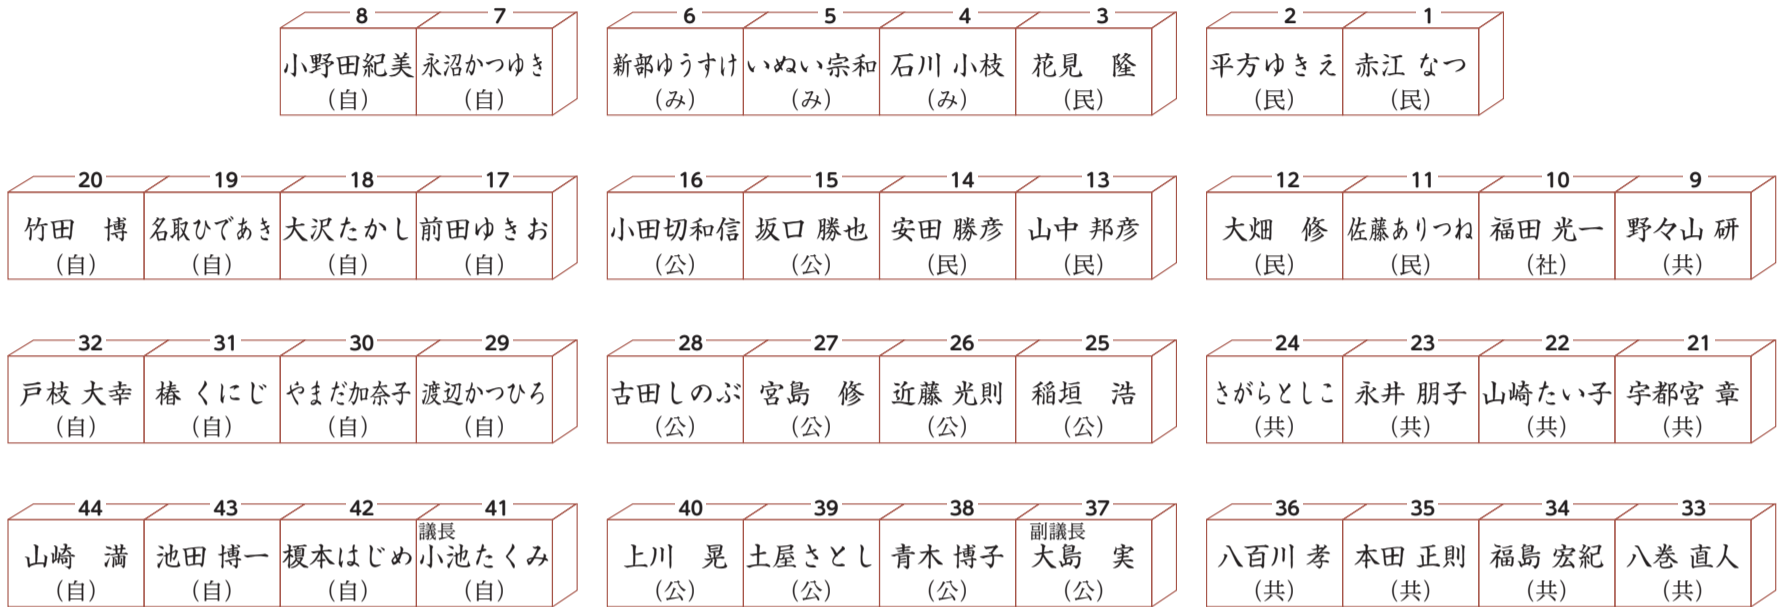 8 7 6 5 4 3 2 1
小野田紀美 永沼かつゆき 新部ゆうすけ いぬい宗和 石川 小枝 花見　隆 平方ゆきえ 赤江 なつ
（自） （自） （み） （み） （み） （民） （民） （民）
20 19 18 17 16 15 14 13 12 11 10 9
竹田　博 名取ひであき 大沢たかし 前田ゆきお 小田切和信 坂口 勝也 安田 勝彦 山中 邦彦 大畑　修 佐藤ありつね 福田 光一 野々山 研
（自） （自） （自） （自） （公） （公） （民） （民） （民） （民） （社） （共）
32 31 30 29 28 27 26 25 24 23 22 21
戸枝 大幸 椿 くにじ やまだ加奈子 渡辺かつひろ 古田しのぶ 宮島　修 近藤 光則 稲垣　浩 さがらとしこ 永井 朋子 山崎たい子 宇都宮 章
（自） （自） （自） （自） （公） （公） （公） （公） （共） （共） （共） （共）
44 43 42 41 40 39 38 37 36 35 34 33
議長 副議長
山崎　満 池田 博一 榎本はじめ 小池たくみ 上川　晃 土屋さとし 青木 博子 大島　実 八百川 孝 本田 正則 福島 宏紀 八巻 直人
（自） （自） （自） （自） （公） （公） （公） （公） （共） （共） （共） （共）